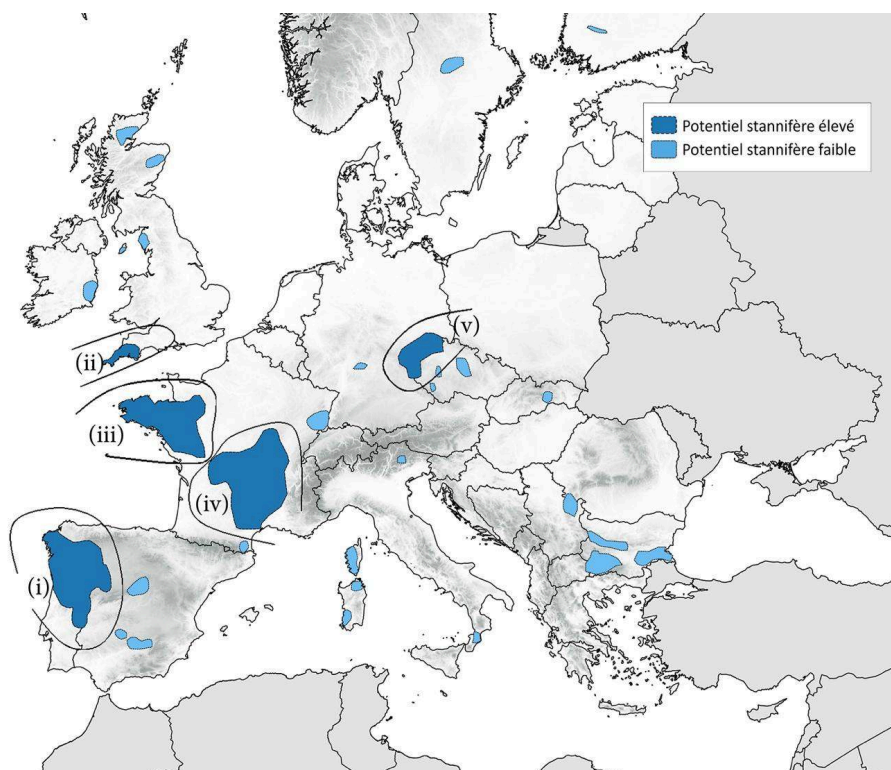 Potentiel stannifère élevé
Potentiel stannifère faible
(v)
(ii)
(iii)
(iv)
(i)